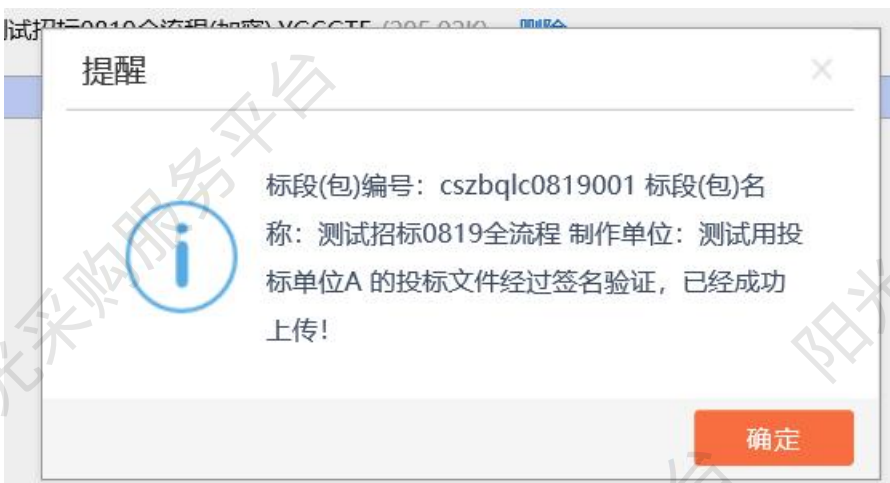 提醒
标段(包)编号：cszbqlc0819001 标段(包)名
称：测试招标0819全流程 制作单位：测试用投
标单位A 的投标文件经过签名验证，已经成功
上传！
确定